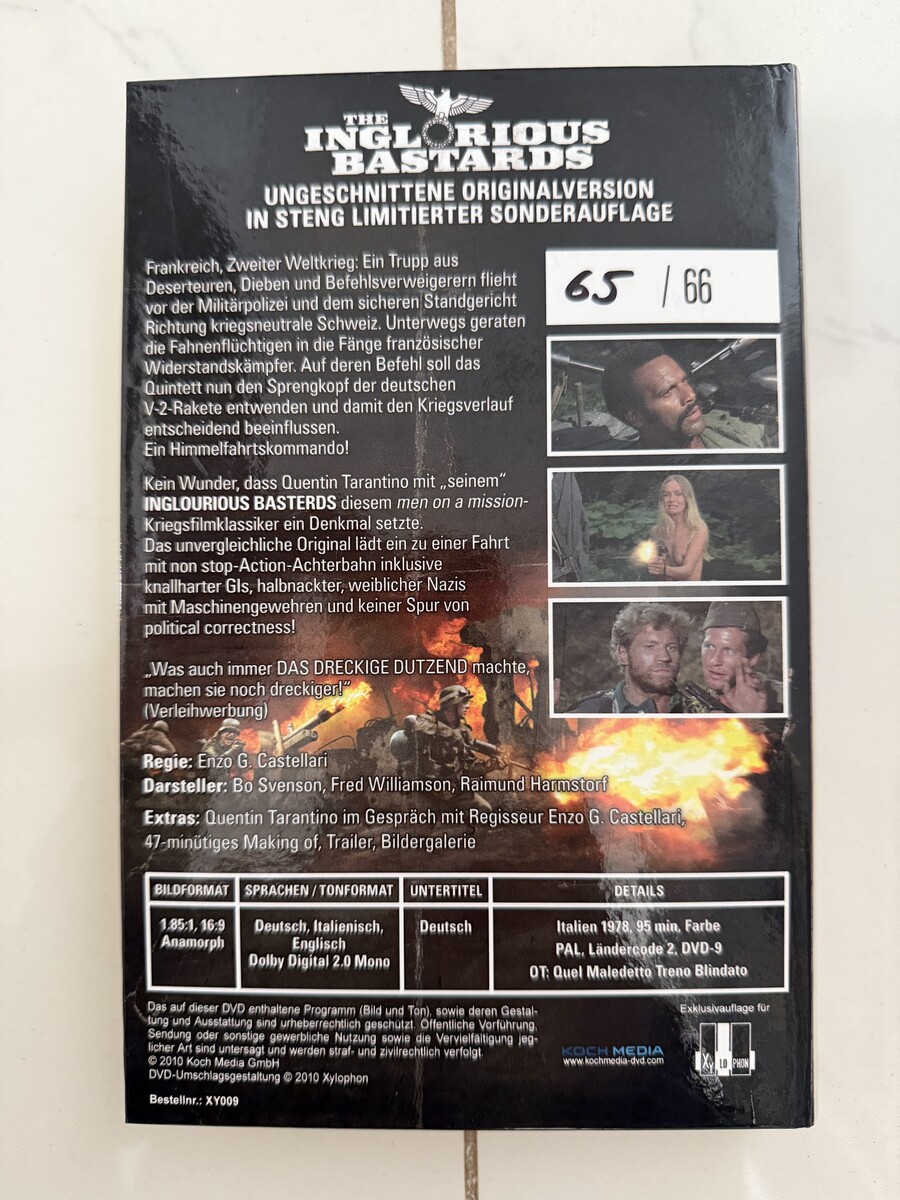 THE
INGLORIOUS
BASTARDS
UNGESCHNITTENE ORIGINALVERSION
IN STENG LIMITIERTER SONDERAUFLAGE
Frankreich, Zweiter Weltkrieg: Ein Trupp aus
Deserteuren, Dieben und Befehlsverweigerern flieht
vor der Militärpolizei und dem sicheren Standgericht
Richtung kriegsneutrale Schweiz. Unterwegs geraten
die Fahnenflüchtigen in die Fänge französischer
Widerstandskämpfer. Auf deren Befehl soll das
Quintett nun den Sprengkopf der deutschen
V-2-Rakete entwenden und damit den Kriegsverlauf
entscheidend beeinflussen.
Ein Himmelfahrtskommando!
65 / 66
Kein Wunder, dass Quentin Tarantino mit „seinem“
INGLOURIOUS BASTERDS diesem men on a mission-
Kriegsfilmklassiker ein Denkmal setzte.
Das unvergleichliche Original lädt ein zu einer Fahrt
mit non stop-Action-Achterbahn inklusive
knallharter GIs, halbnackter, weiblicher Nazis
mit Maschinengewehren und keiner Spur von
political correctness!
„Was auch immer DAS DRECKIGE DUTZEND machte,
machen sie noch dreckiger!“
(Verleihwerbung)
Regie: Enzo G. Castellari
Darsteller: Bo Svenson, Fred Williamson, Raimund Harmstorf
Extras: Quentin Tarantino im Gespräch mit Regisseur Enzo G. Castellari,
47-minütiges Making of, Trailer, Bildergalerie
BILDFORMAT SPRACHEN / TONFORMAT UNTERTITEL DETAILS
1.85:1, 16:9 Deutsch, Italienisch, Deutsch Italien 1978, 95 min, Farbe
Anamorph Englisch PAL, Ländercode 2, DVD-9
Dolby Digital 2.0 Mono OT: Quel Maledetto Treno Blindato
Das auf dieser DVD enthaltene Programm (Bild und Ton), sowie deren Gestal-
tung und Ausstattung sind urheberrechtlich geschützt. Öffentliche Vorführung,
Sendung oder sonstige gewerbliche Nutzung sowie die Vervielfältigung jeg-
licher Art sind untersagt und werden straf- und zivilrechtlich verfolgt.
© 2010 Koch Media GmbH
DVD-Umschlagsgestaltung © 2010 Xylophon
Bestellnr.: XY009
KOCH MEDIA
www.kochmedia-dvd.com
Exklusivauflage für
XY LO PHON